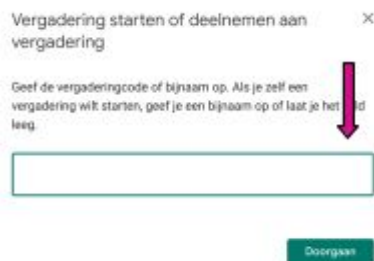 Vergadering starten of deelnemen aan
vergadering
Geef de vergaderingcode of bijnaam op. Als je zelf een
vergadering wilt starten, geef je een bijnaam op of laat je het ld
leeg.
Doorgaan